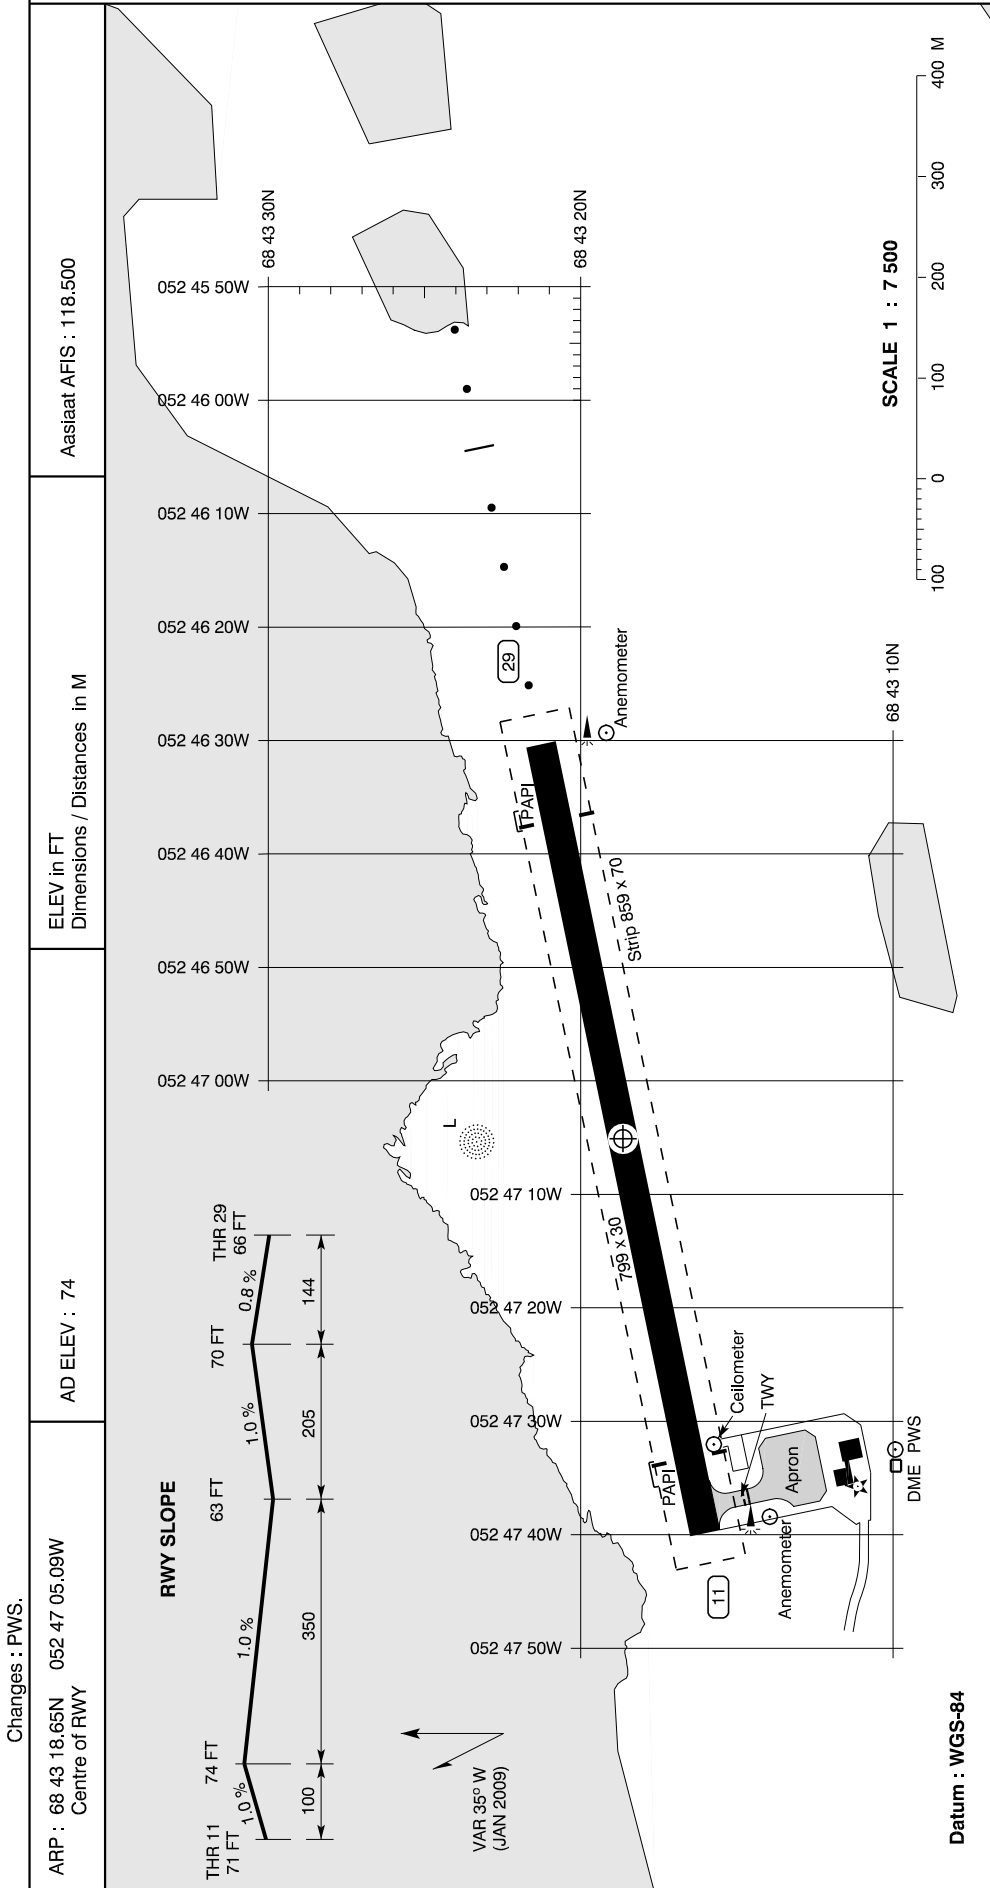 Changes : PWS.
ARP : 68 43 18.65N 052 47 05.09W
Centre of RWY
AD ELEV : 74
ELEV in FT
Dimensions / Distances in M
Aasiaat AFIS : 118.500
RWY SLOPE
THR 11
71 FT
74 FT
63 FT
70 FT
THR 29
66 FT
1.0 %
1.0 %
1.0 %
0.8 %
100
350
205
144
VAR 35º W
(JAN 2009)
052 47 50W
052 47 40W
052 47 30W
052 47 20W
052 47 10W
052 47 00W
052 46 50W
052 46 40W
052 46 30W
052 46 20W
052 46 10W
052 46 00W
052 45 50W
68 43 30N
68 43 20N
68 43 10N
L
11
29
PAPI
PAPI
799 x 30
Strip 859 x 70
Anemometer
Anemometer
Ceilometer
TWY
Apron
DME PWS
SCALE 1 : 7 500
100 0 100 200 300 400 M
Datum : WGS-84